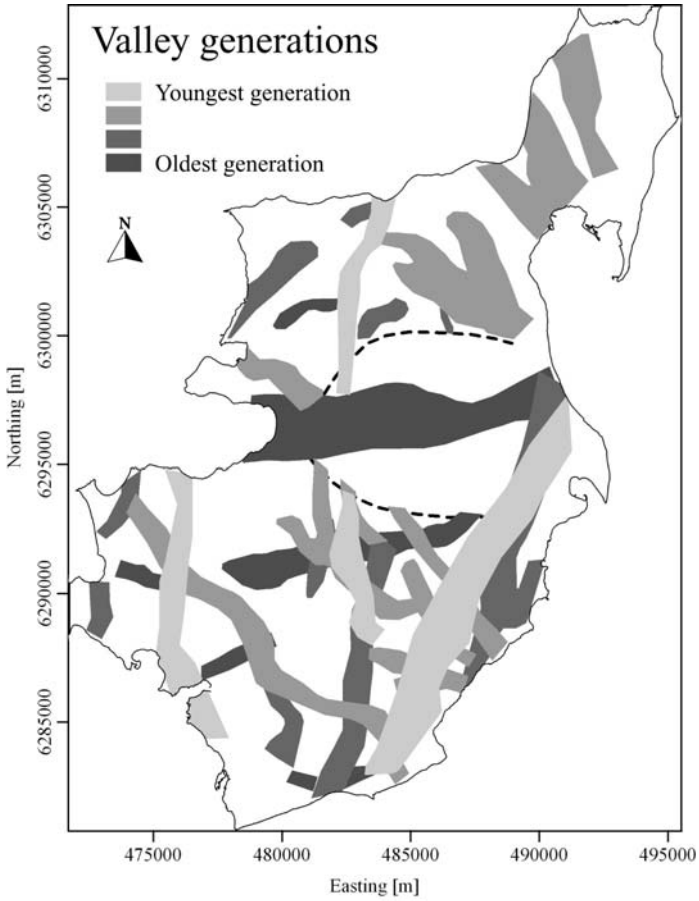 Valley generations
Youngest generation
Oldest generation
N
6310000
6305000
6300000
6295000
6290000
6285000
Northing [m]
475000 480000 485000 490000 495000
Easting [m]